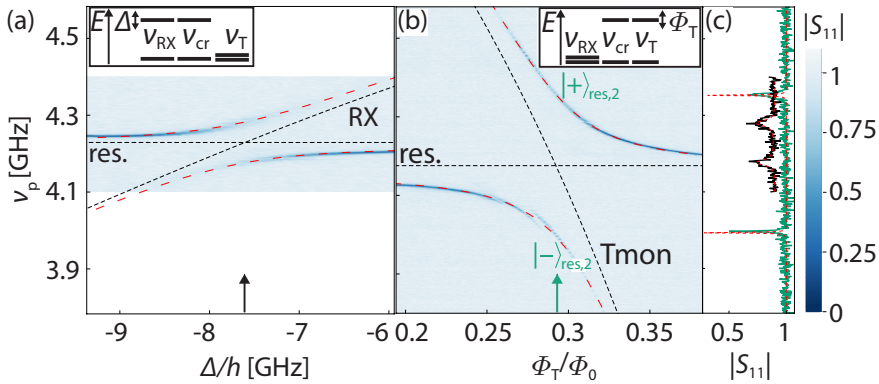 (a)
E Δ
ν_RX ν_cr ν_T
RX
res.
ν_p [GHz]
4.5
4.3
4.1
3.9
-9 -8 -7 -6
Δ/h [GHz]
(b)
E Φ_T
ν_RX ν_cr ν_T
|+⟩_res,2
res.
|−⟩_res,2
Tmon
0.2 0.25 0.3 0.35
Φ_T/Φ_0
(c)
0.5 1
|S_11|
|S_11|
1
0.75
0.5
0.25
0